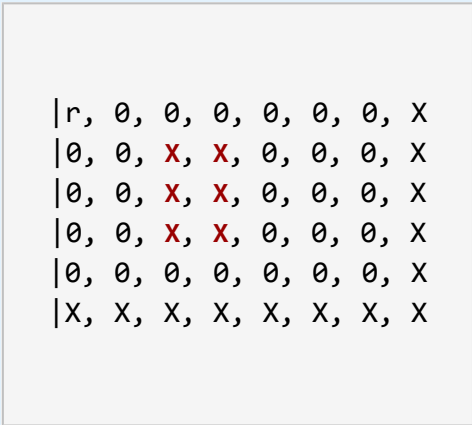 |r, 0, 0, 0, 0, 0, 0, X
|0, 0, X, X, 0, 0, 0, X
|0, 0, X, X, 0, 0, 0, X
|0, 0, X, X, 0, 0, 0, X
|0, 0, 0, 0, 0, 0, 0, X
|X, X, X, X, X, X, X, X